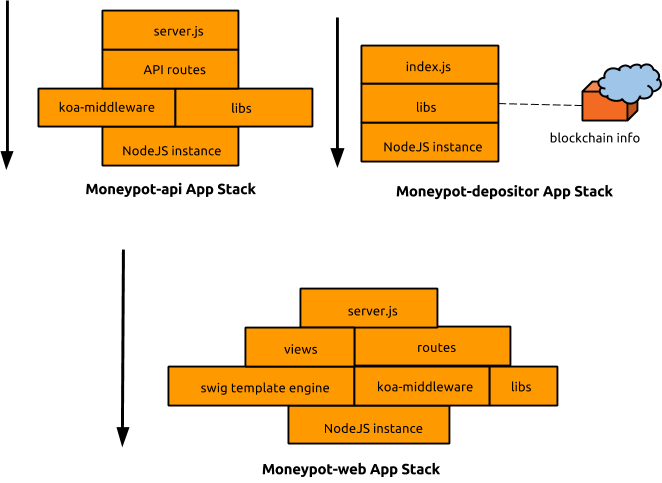 server.js
API routes
koa-middleware
libs
NodeJS instance
Moneypot-api App Stack
index.js
libs
NodeJS instance
blockchain info
Moneypot-depositor App Stack
server.js
views
routes
swig template engine
koa-middleware
libs
NodeJS instance
Moneypot-web App Stack